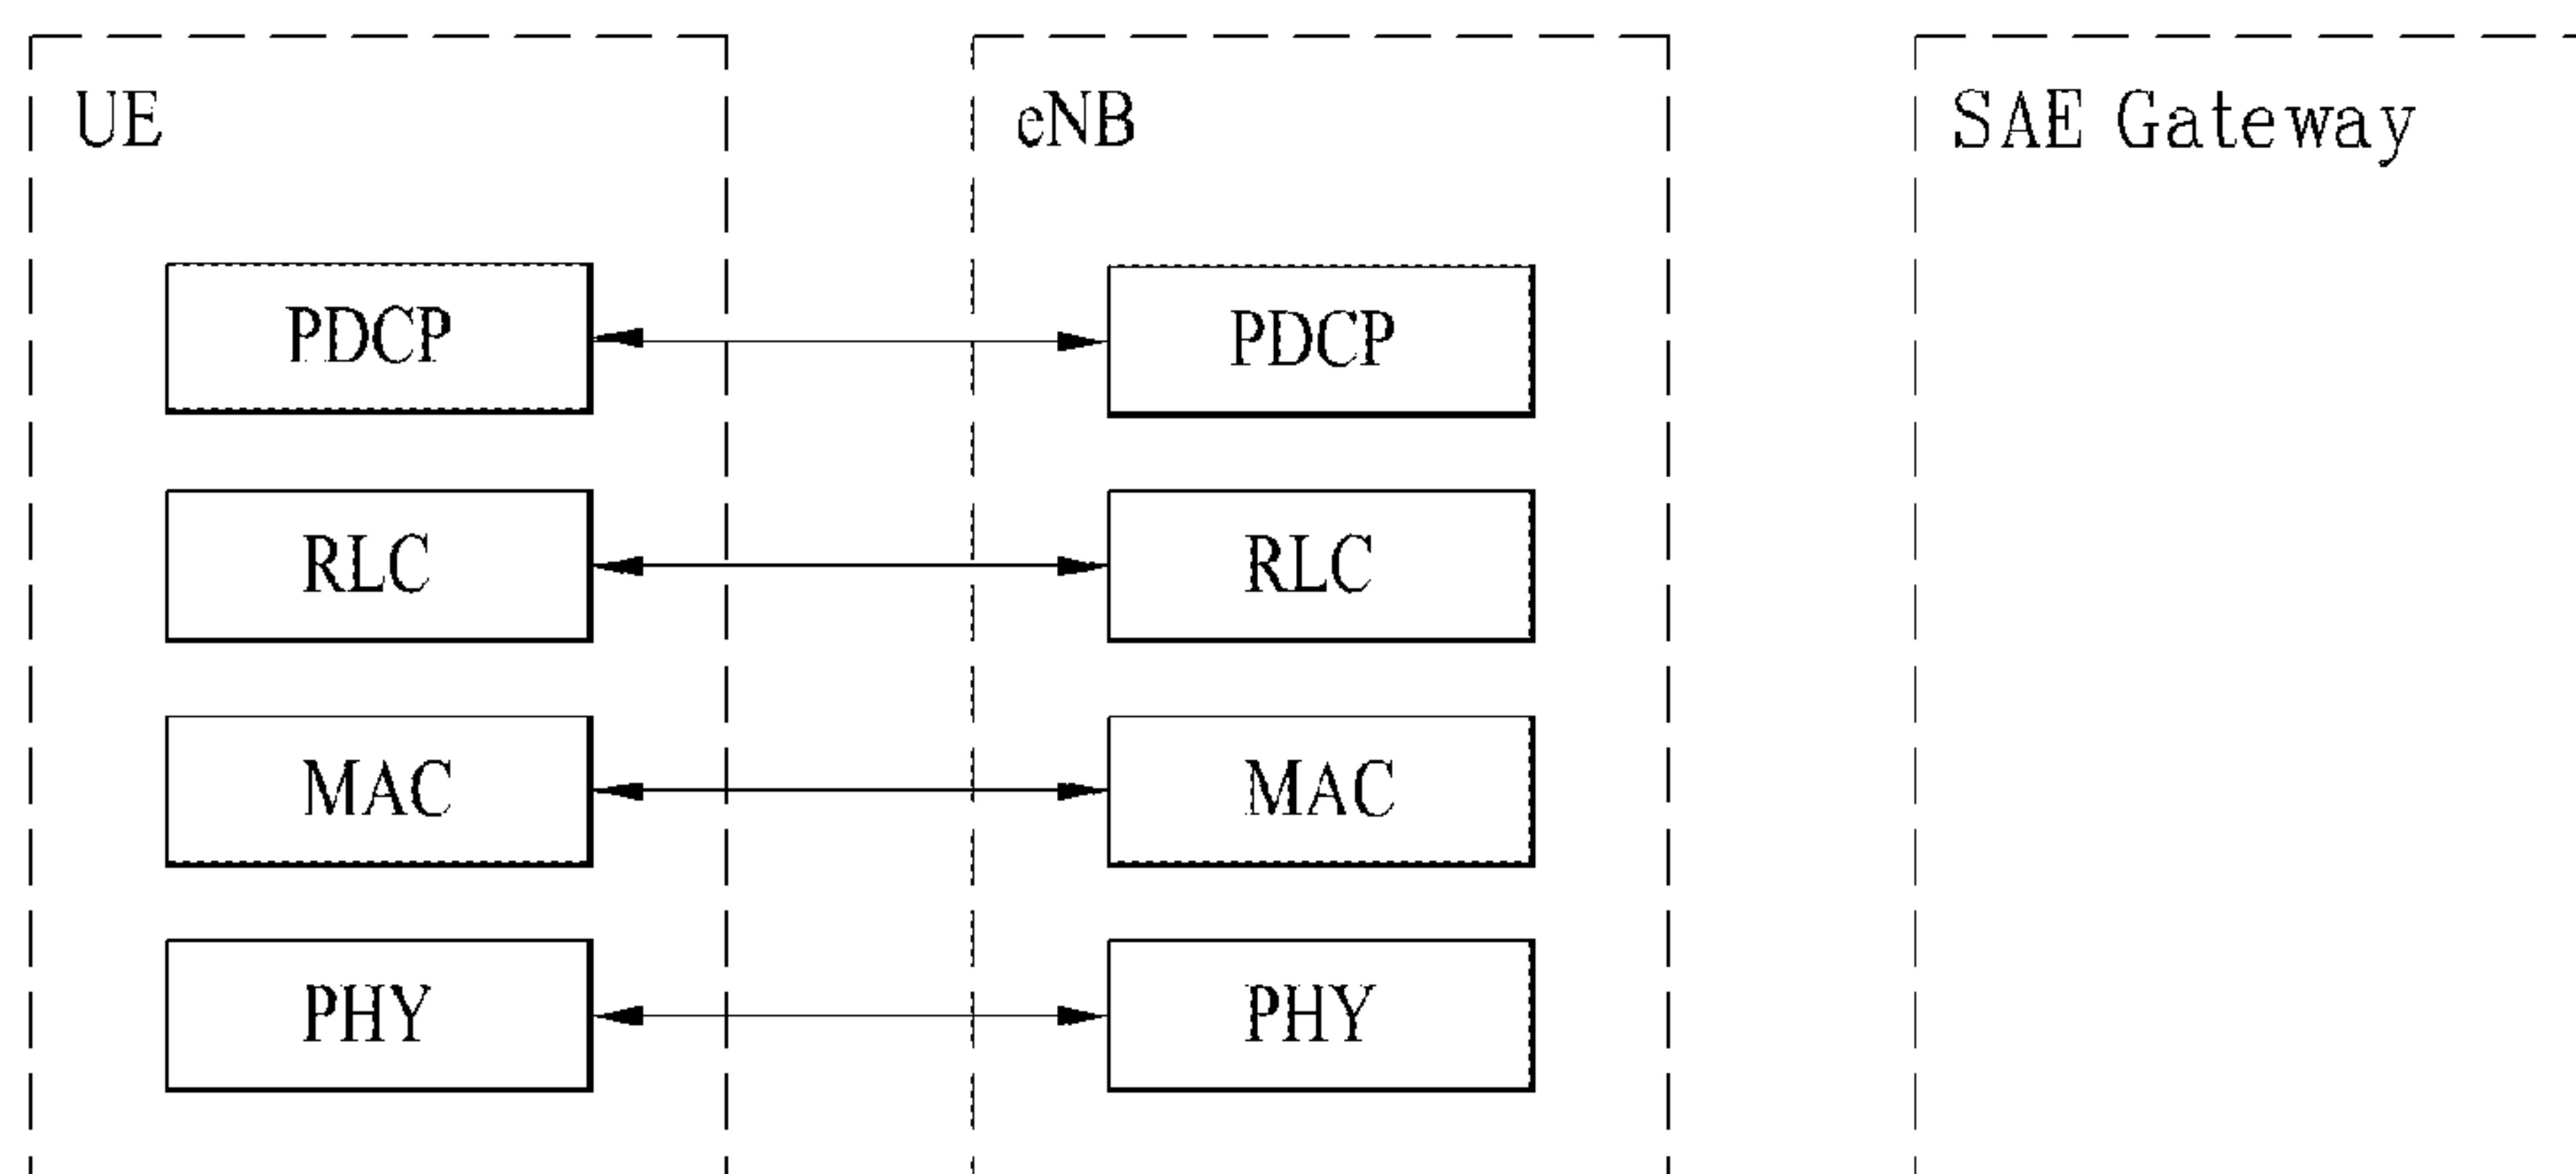 UE
eNB
SAE Gateway
PDCP
PDCP
RLC
RLC
MAC
MAC
PHY
PHY